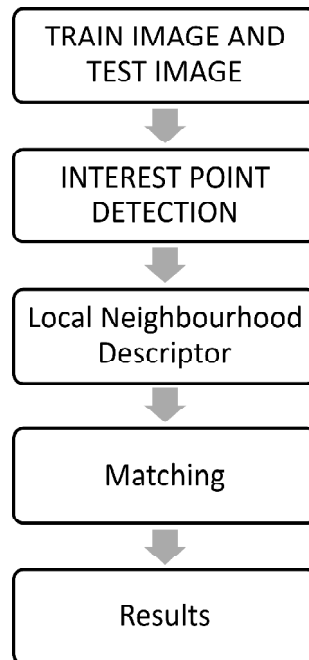 TRAIN IMAGE AND
TEST IMAGE
INTEREST POINT
DETECTION
Local Neighbourhood
Descriptor
Matching
Results